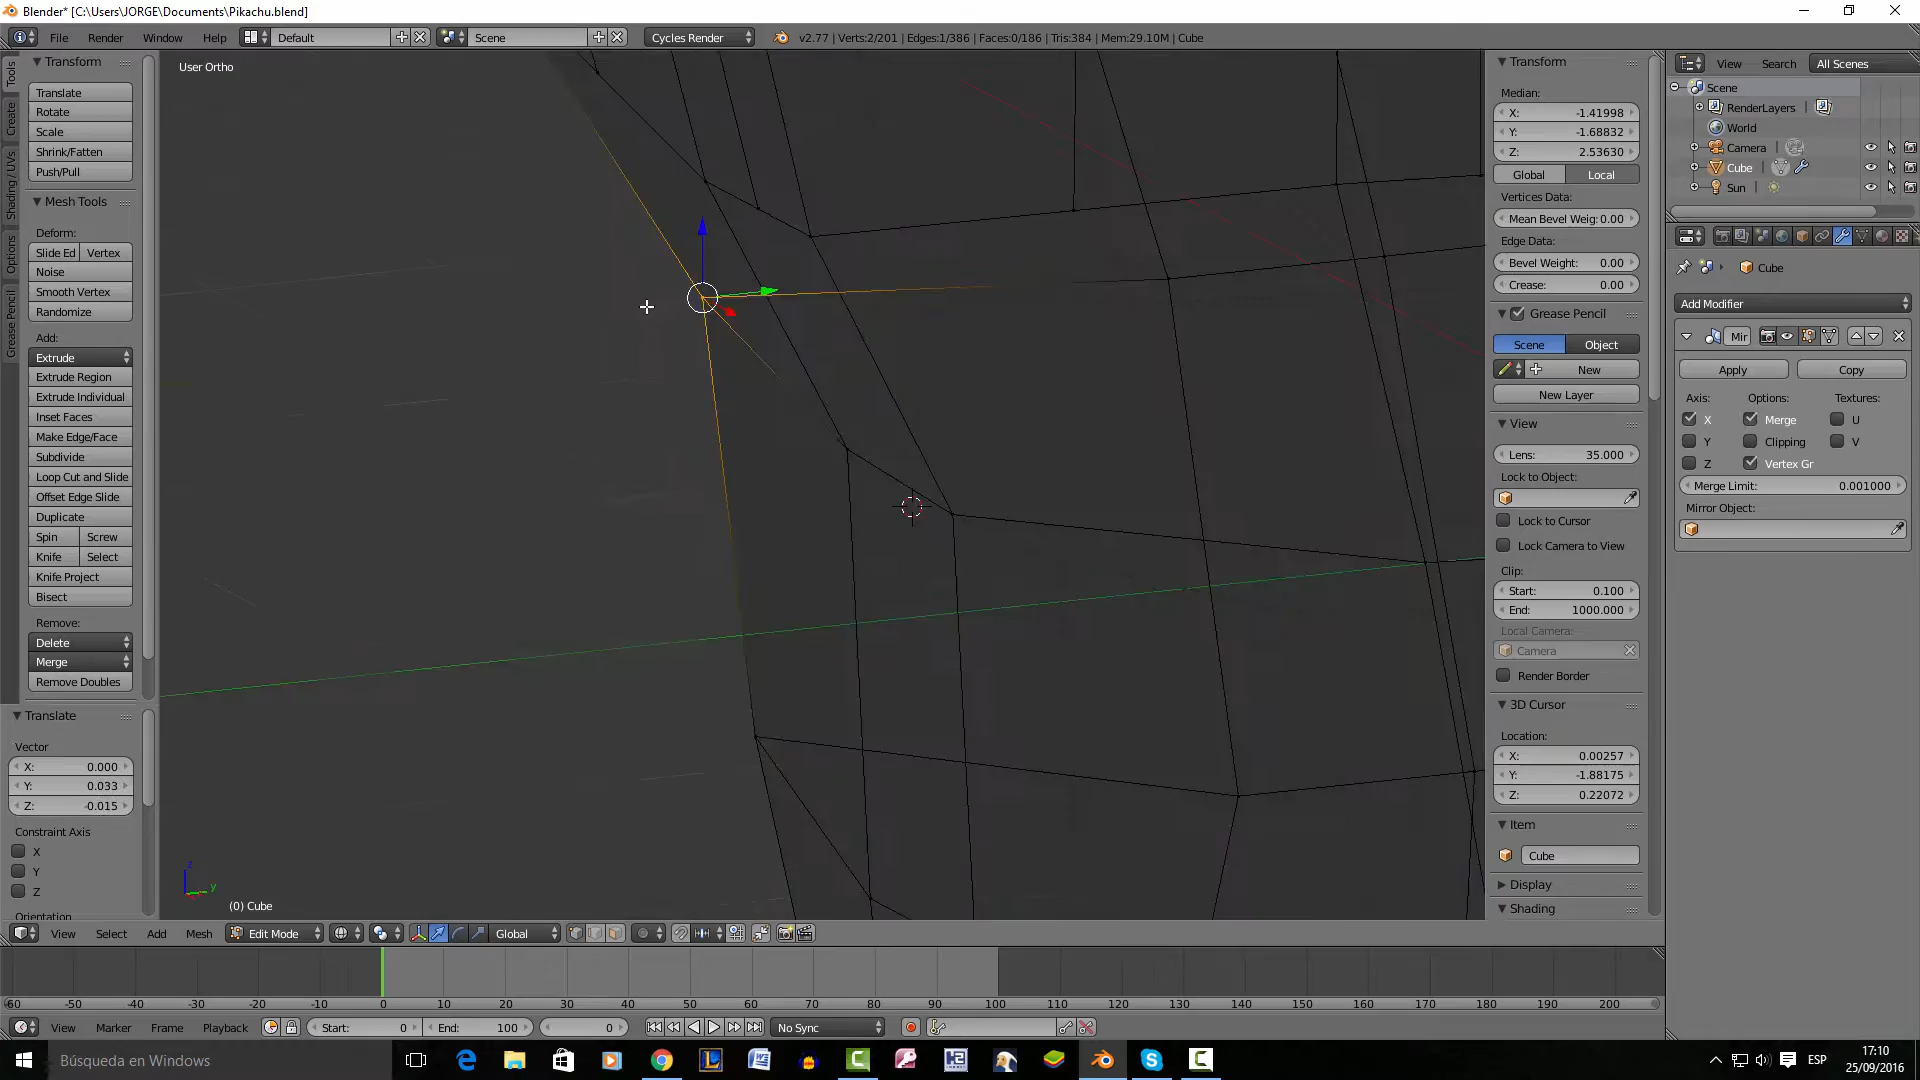 Blender* [C:\Users\JORGE\Documents\Pikachu.blend]
File Render Window Help Default Scene Cycles Render v2.77 | Verts:2/201 | Edges:1/386 | Faces:0/186 | Tris:384 | Mem:29.10M | Cube
Tools
Create
Shading / UVs
Options
Grease Pencil
Transform
Translate
Rotate
Scale
Shrink/Fatten
Push/Pull
Mesh Tools
Deform:
Slide Ed Vertex
Noise
Smooth Vertex
Randomize
Add:
Extrude
Extrude Region
Extrude Individual
Inset Faces
Make Edge/Face
Subdivide
Loop Cut and Slide
Offset Edge Slide
Duplicate
Spin Screw
Knife Select
Knife Project
Bisect
Remove:
Delete
Merge
Remove Doubles
Translate
Vector
X: 0.000
Y: 0.033
Z: -0.015
Constraint Axis
X
Y
Z
Orientation
User Ortho
z
y
(0) Cube
Transform
Median:
X: -1.41998
Y: -1.68832
Z: 2.53630
Global Local
Vertices Data:
Mean Bevel Weig: 0.00
Edge Data:
Bevel Weight: 0.00
Crease: 0.00
Grease Pencil
Scene Object
New
New Layer
View
Lens: 35.000
Lock to Object:
Lock to Cursor
Lock Camera to View
Clip:
Start: 0.100
End: 1000.000
Local Camera:
Camera
Render Border
3D Cursor
Location:
X: 0.00257
Y: -1.88175
Z: 0.22072
Item
Cube
Display
Shading
View Search All Scenes
Scene
RenderLayers
World
Camera
Cube
Sun
Cube
Add Modifier
Mir
Apply Copy
Axis: Options: Textures:
X Merge U
Y Clipping V
Z Vertex Gr
Merge Limit: 0.001000
Mirror Object:
View Select Add Mesh Edit Mode Global
-60 -50 -40 -30 -20 -10 0 10 20 30 40 50 60 70 80 90 100 110 120 130 140 150 160 170 180 190 200
View Marker Frame Playback Start: 0 End: 100 0 No Sync
Búsqueda en Windows
ESP
17:10
25/09/2016